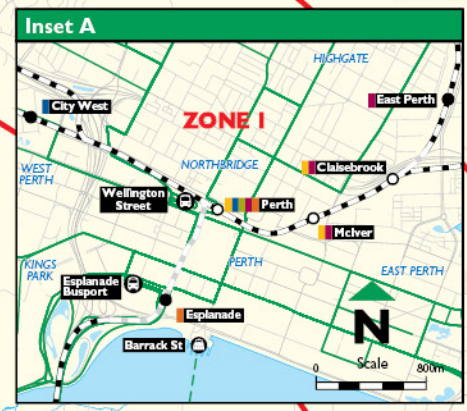 Inset A
HIGHGATE
City West
East Perth
ZONE 1
WEST
PERTH
NORTHBRIDGE
Claisebrook
Wellington
Street
Perth
McIver
KINGS
PARK
PERTH
EAST PERTH
Esplanade
Busport
Esplanade
N
Barrack St
Scale
0
800m